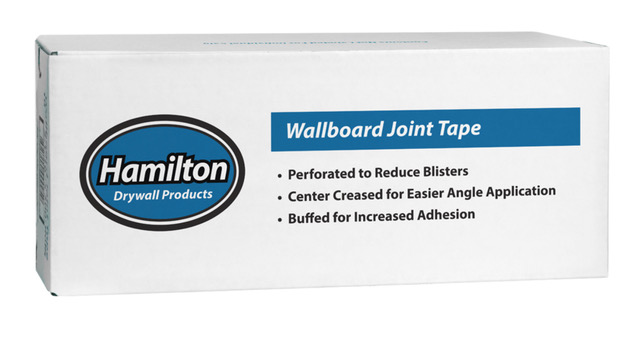 Hamilton
Drywall Products
Wallboard Joint Tape
• Perforated to Reduce Blisters
• Center Creased for Easier Angle Application
• Buffed for Increased Adhesion